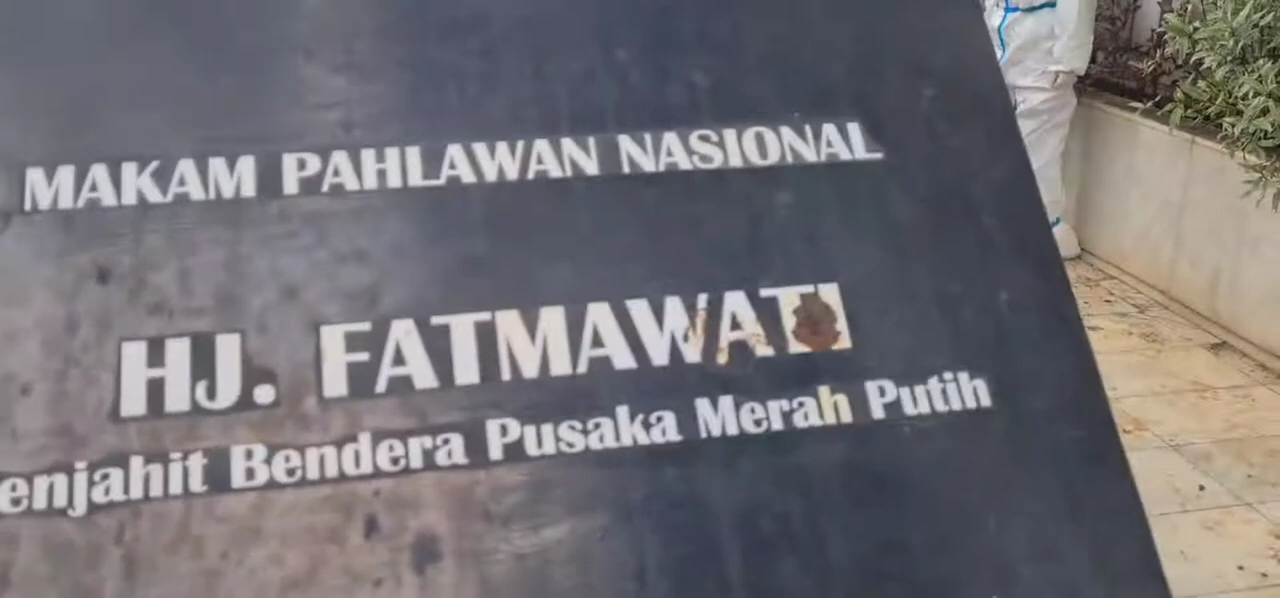 MAKAM PAHLAWAN NASIONAL
HJ. FATMAWATI
enjahit Bendera Pusaka Merah Putih